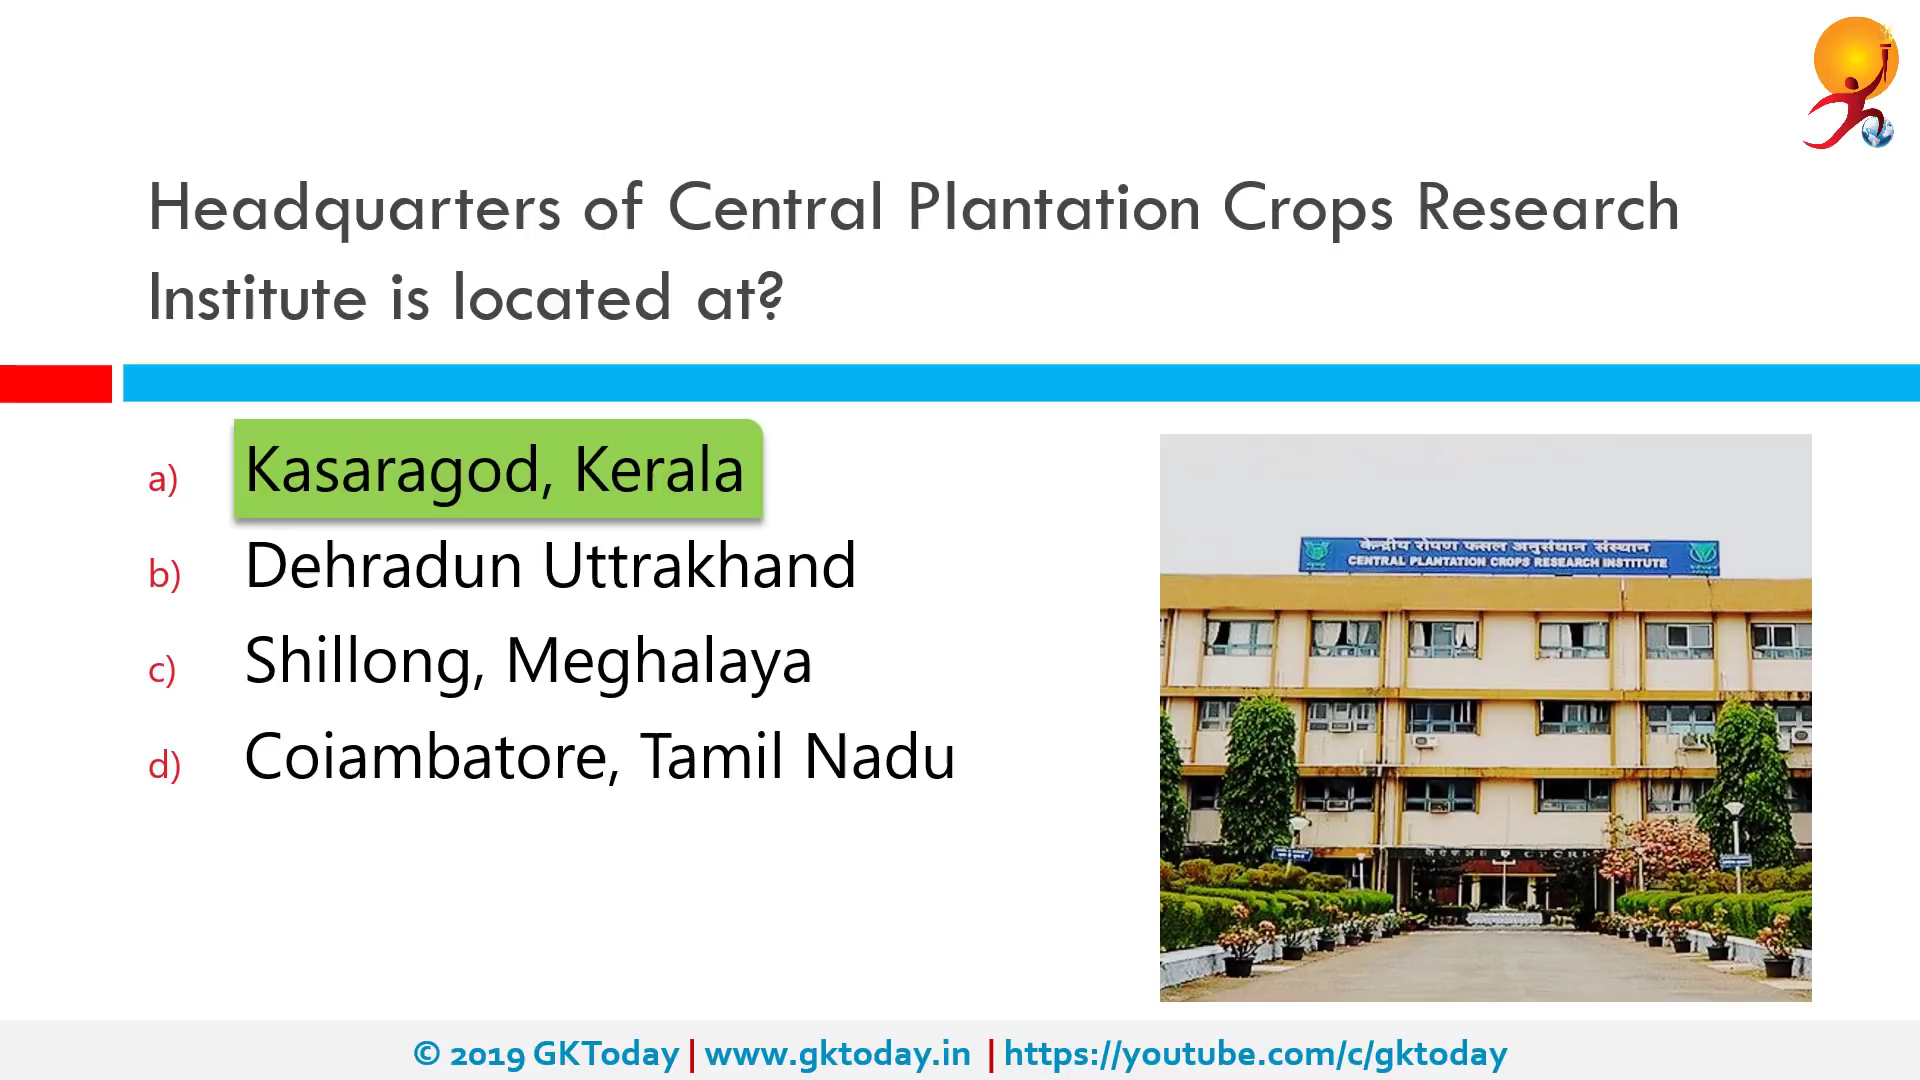 Headquarters of Central Plantation Crops Research
Institute is located at?
a) Kasaragod, Kerala
b) Dehradun Uttrakhand
c) Shillong, Meghalaya
d) Coiambatore, Tamil Nadu
केन्द्रीय रोपण फसल अनुसंधान संस्थान
CENTRAL PLANTATION CROPS RESEARCH INSTITUTE
© 2019 GKToday | www.gktoday.in | https://youtube.com/c/gktoday